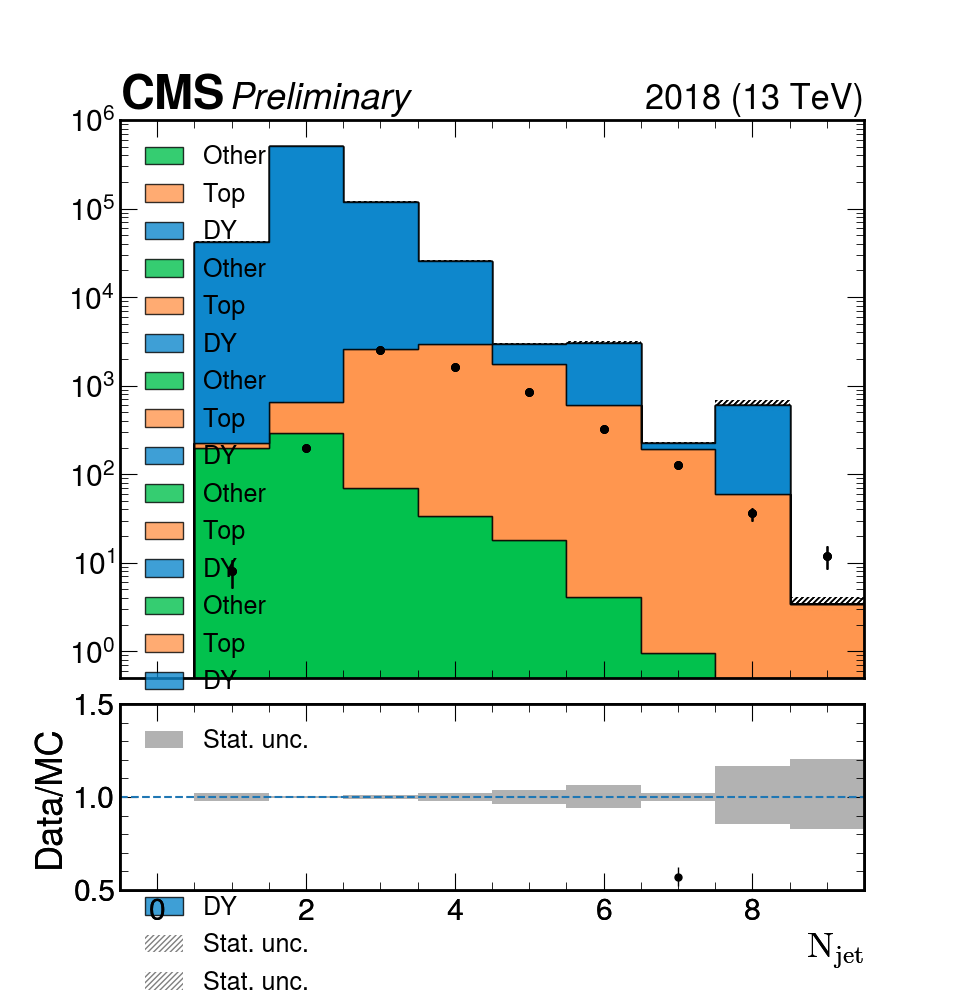 CMS Preliminary 2018 (13 TeV)
10^6
Other
Top
10^5
DY
Other
10^4
Top
DY
10^3
Other
Top
DY
10^2
Other
Top
10^1
DY
Other
Top
10^0
DY
1.5
Stat. unc.
1.0
Data/MC
0.5
DY
0 2 4 6 8
Stat. unc.
N_jet
Stat. unc.